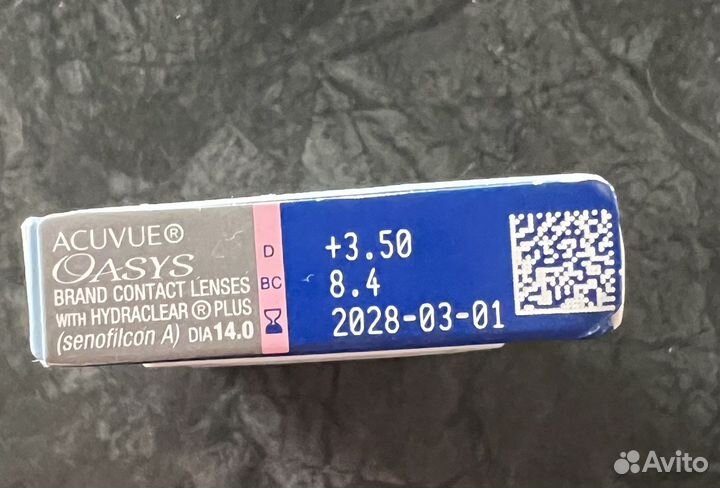 ACUVUE®
OASYS
BRAND CONTACT LENSES
WITH HYDRACLEAR® PLUS
(senofilcon A) DIA14.0
D +3.50
BC 8.4
2028-03-01
Avito